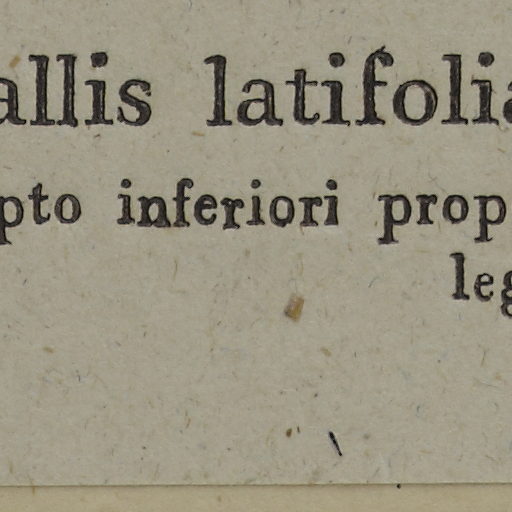 allis latifolia
pto inferiori prop
leg